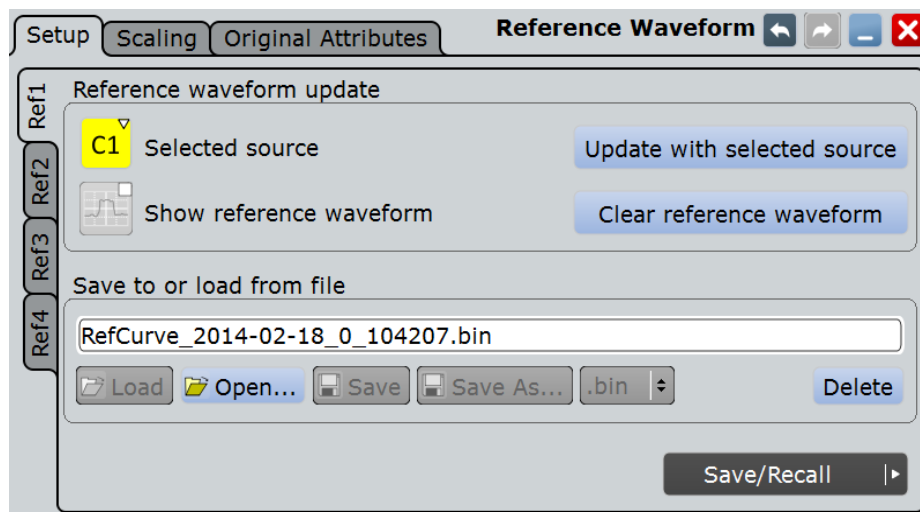 Setup Scaling Original Attributes Reference Waveform
Ref1
Ref2
Ref3
Ref4
Reference waveform update
C1 Selected source Update with selected source
Show reference waveform Clear reference waveform
Save to or load from file
RefCurve_2014-02-18_0_104207.bin
Load Open... Save Save As... .bin Delete
Save/Recall